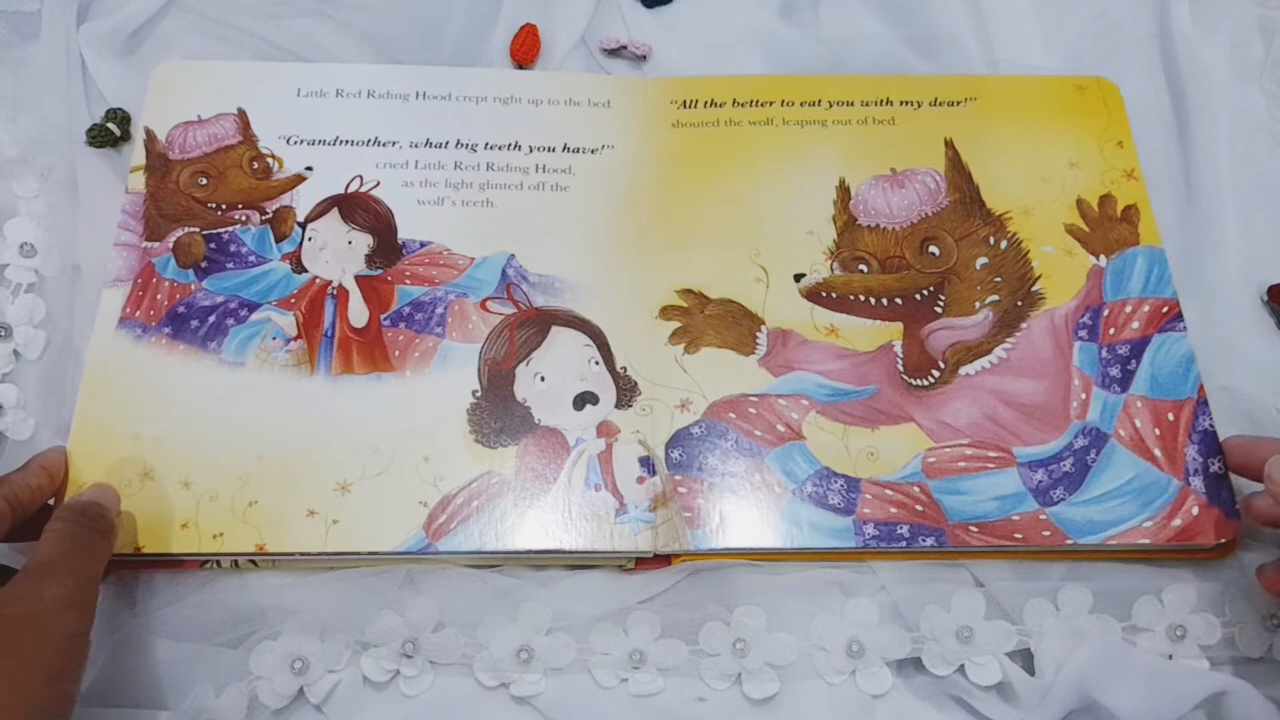 Little Red Riding Hood crept right up to the bed.
“Grandmother, what big teeth you have!”
cried Little Red Riding Hood,
as the light glinted off the
wolf's teeth.
“All the better to eat you with my dear!”
shouted the wolf, leaping out of bed.